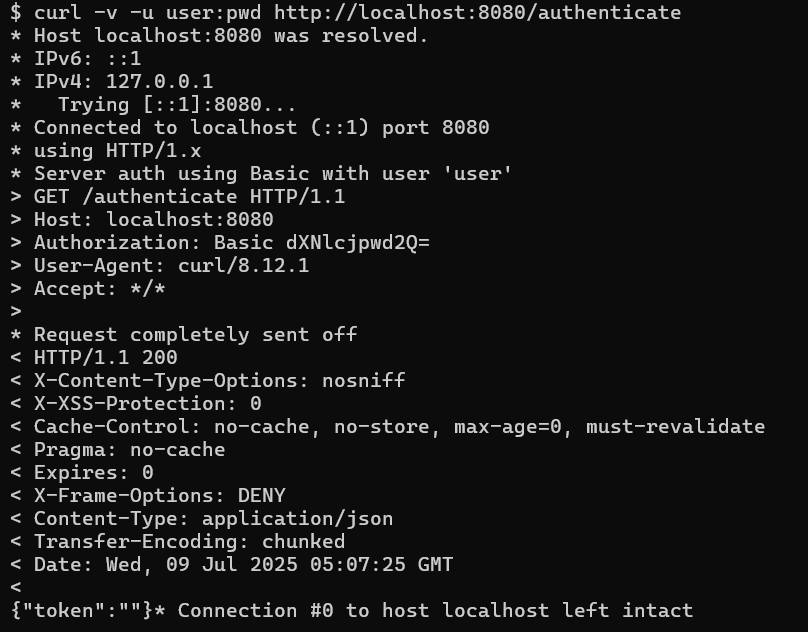 $ curl -v -u user:pwd http://localhost:8080/authenticate
* Host localhost:8080 was resolved.
* IPv6: ::1
* IPv4: 127.0.0.1
*   Trying [::1]:8080...
* Connected to localhost (::1) port 8080
* using HTTP/1.x
* Server auth using Basic with user 'user'
> GET /authenticate HTTP/1.1
> Host: localhost:8080
> Authorization: Basic dXNlcjpwd2Q=
> User-Agent: curl/8.12.1
> Accept: */*
>
* Request completely sent off
< HTTP/1.1 200
< X-Content-Type-Options: nosniff
< X-XSS-Protection: 0
< Cache-Control: no-cache, no-store, max-age=0, must-revalidate
< Pragma: no-cache
< Expires: 0
< X-Frame-Options: DENY
< Content-Type: application/json
< Transfer-Encoding: chunked
< Date: Wed, 09 Jul 2025 05:07:25 GMT
<
{"token":""}* Connection #0 to host localhost left intact